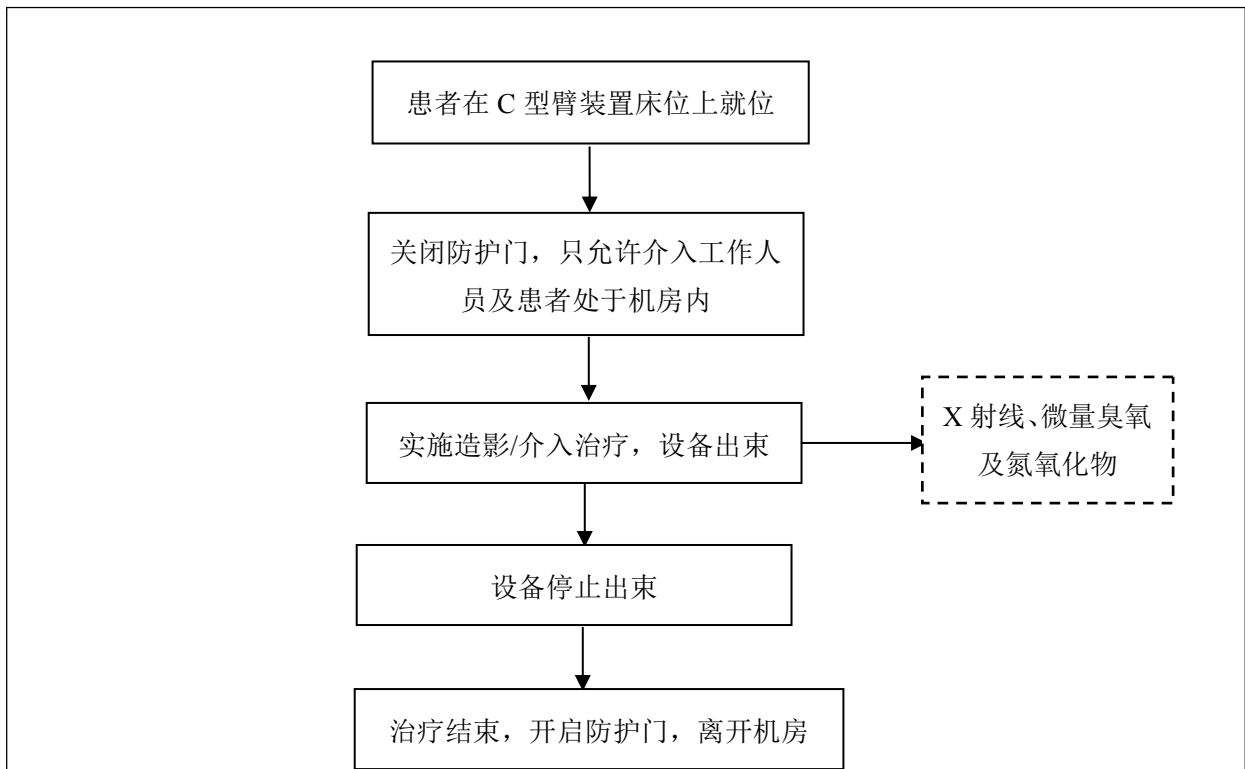 患者在 C 型臂装置床位上就位
关闭防护门，只允许介入工作人
员及患者处于机房内
实施造影/介入治疗，设备出束
X 射线、微量臭氧
及氮氧化物
设备停止出束
治疗结束，开启防护门，离开机房